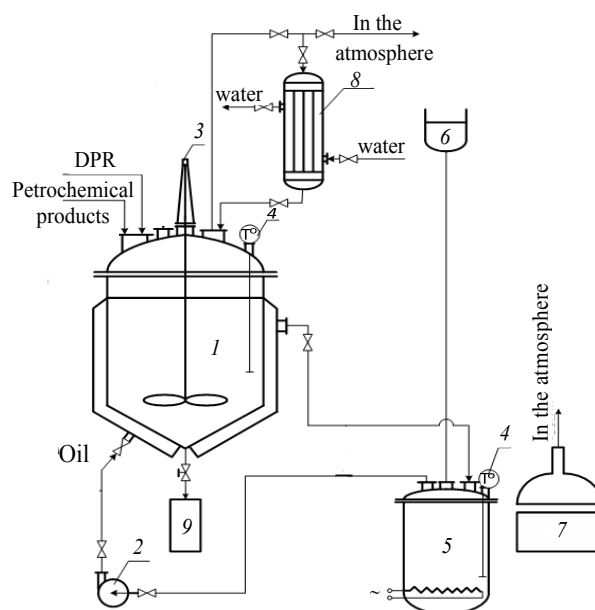 In the
atmosphere
8
water
3
6
water
DPR
Petrochemical
products
4
T°
1
In the atmosphere
Oil
4
T°
9
5
7
2
~